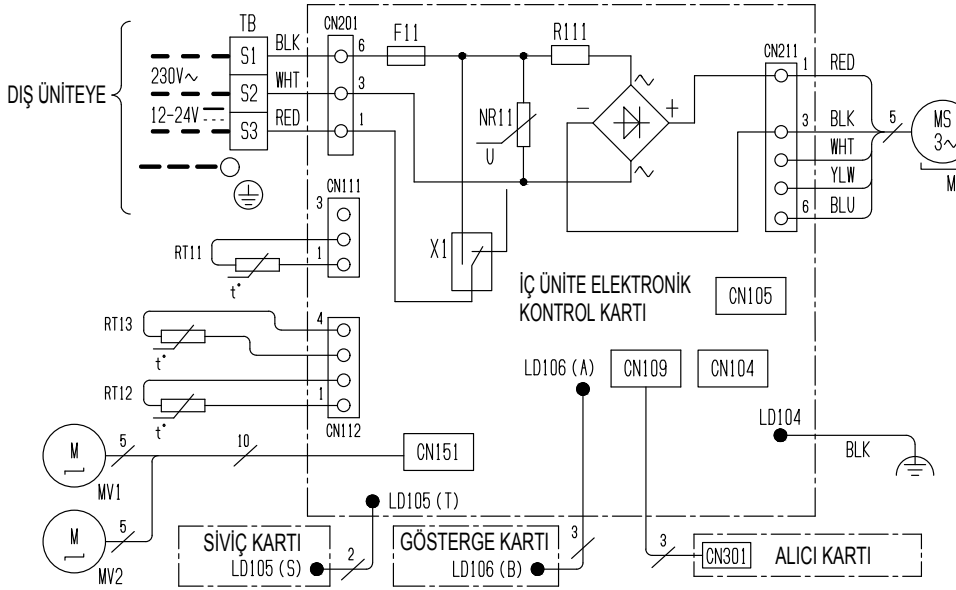 TB
CN201
F11
R111
CN211
DIŞ ÜNİTEYE
S1
BLK
6
230V~
S2
WHT
3
12-24V
S3
RED
1
NR11
U
~
-
+
~
1
RED
3
BLK
5
WHT
YLW
6
BLU
MS
3~
M
CN111
3
1
RT11
t°
X1
İÇ ÜNİTE ELEKTRONİK
KONTROL KARTI
CN105
RT13
4
t°
RT12
1
t°
CN112
LD106 (A)
CN109
CN104
LD104
BLK
M
5
10
CN151
MV1
M
5
MV2
LD105 (T)
SİVİÇ KARTI
LD105 (S)
2
GÖSTERGE KARTI
LD106 (B)
3
3
CN301
ALICI KARTI